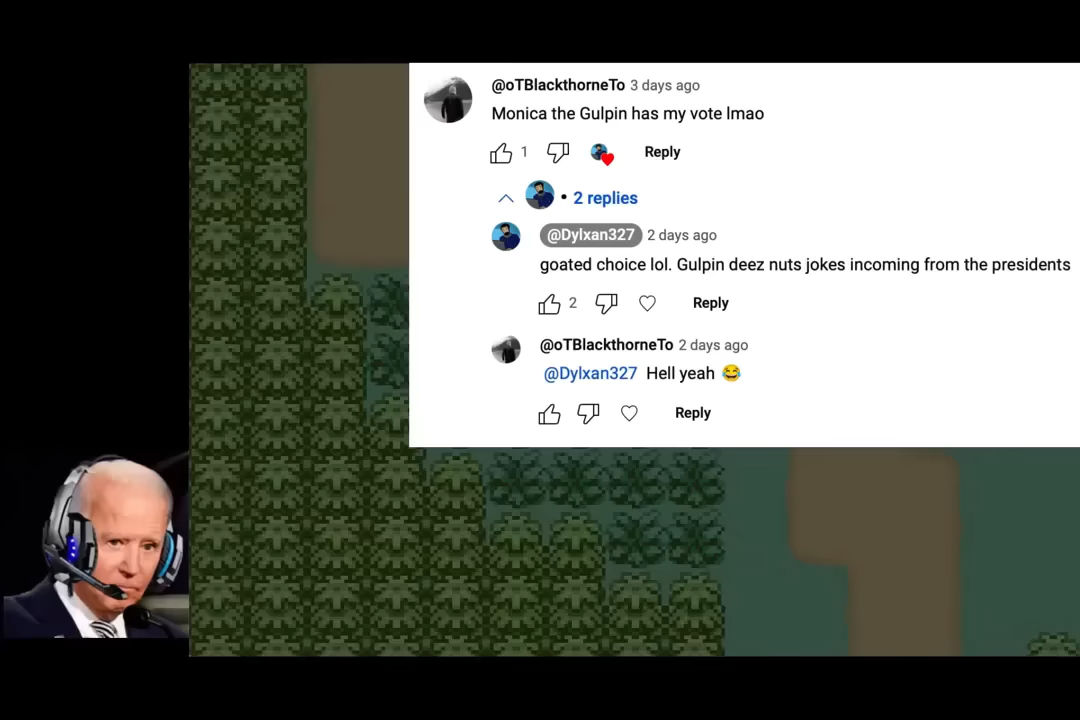 @oTBlackthorneTo 3 days ago
Monica the Gulpin has my vote lmao
1 Reply
• 2 replies
@Dylxan327 2 days ago
goated choice lol. Gulpin deez nuts jokes incoming from the presidents
2 Reply
@oTBlackthorneTo 2 days ago
@Dylxan327 Hell yeah 😂
Reply